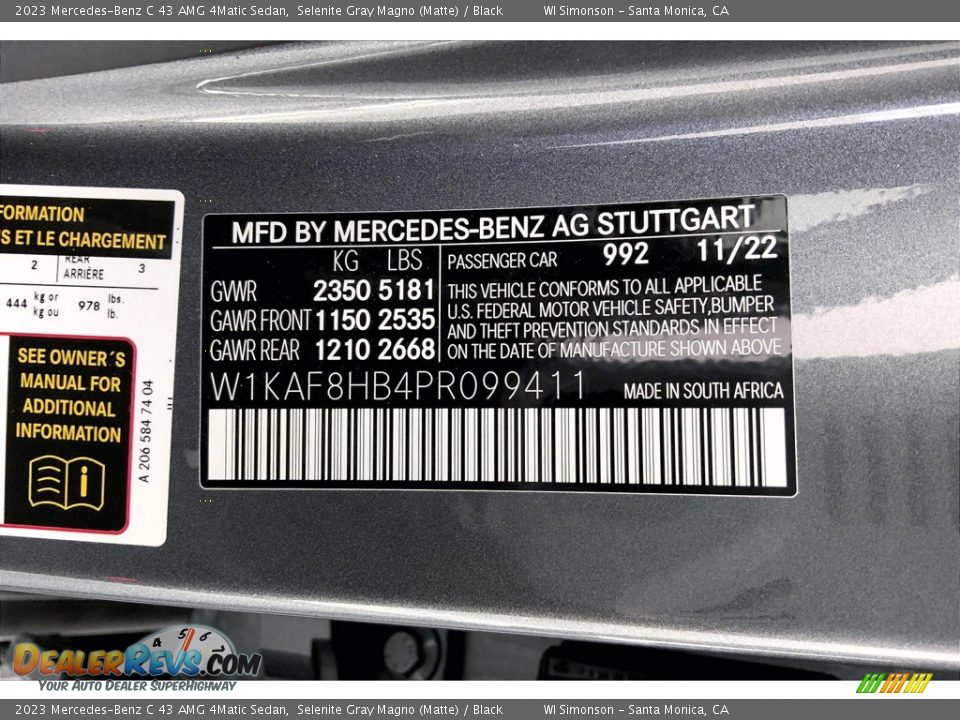 2023 Mercedes-Benz C 43 AMG 4Matic Sedan, Selenite Gray Magno (Matte) / Black WI Simonson - Santa Monica, CA
FORMATION
S ET LE CHARGEMENT
2 REAR ARRIÈRE 3
444 kg or kg ou 978 lbs. lb.
SEE OWNER´S
MANUAL FOR
ADDITIONAL
INFORMATION
A 206 584 74 04
MFD BY MERCEDES-BENZ AG STUTTGART
KG LBS
GVWR 2350 5181
GAWR FRONT 1150 2535
GAWR REAR 1210 2668
PASSENGER CAR 992 11/22
THIS VEHICLE CONFORMS TO ALL APPLICABLE
U.S. FEDERAL MOTOR VEHICLE SAFETY,BUMPER
AND THEFT PREVENTION STANDARDS IN EFFECT
ON THE DATE OF MANUFACTURE SHOWN ABOVE
W1KAF8HB4PR099411 MADE IN SOUTH AFRICA
4 5 6
DEALERREVS.COM
YOUR AUTO DEALER SUPERHIGHWAY
2023 Mercedes-Benz C 43 AMG 4Matic Sedan, Selenite Gray Magno (Matte) / Black WI Simonson - Santa Monica, CA